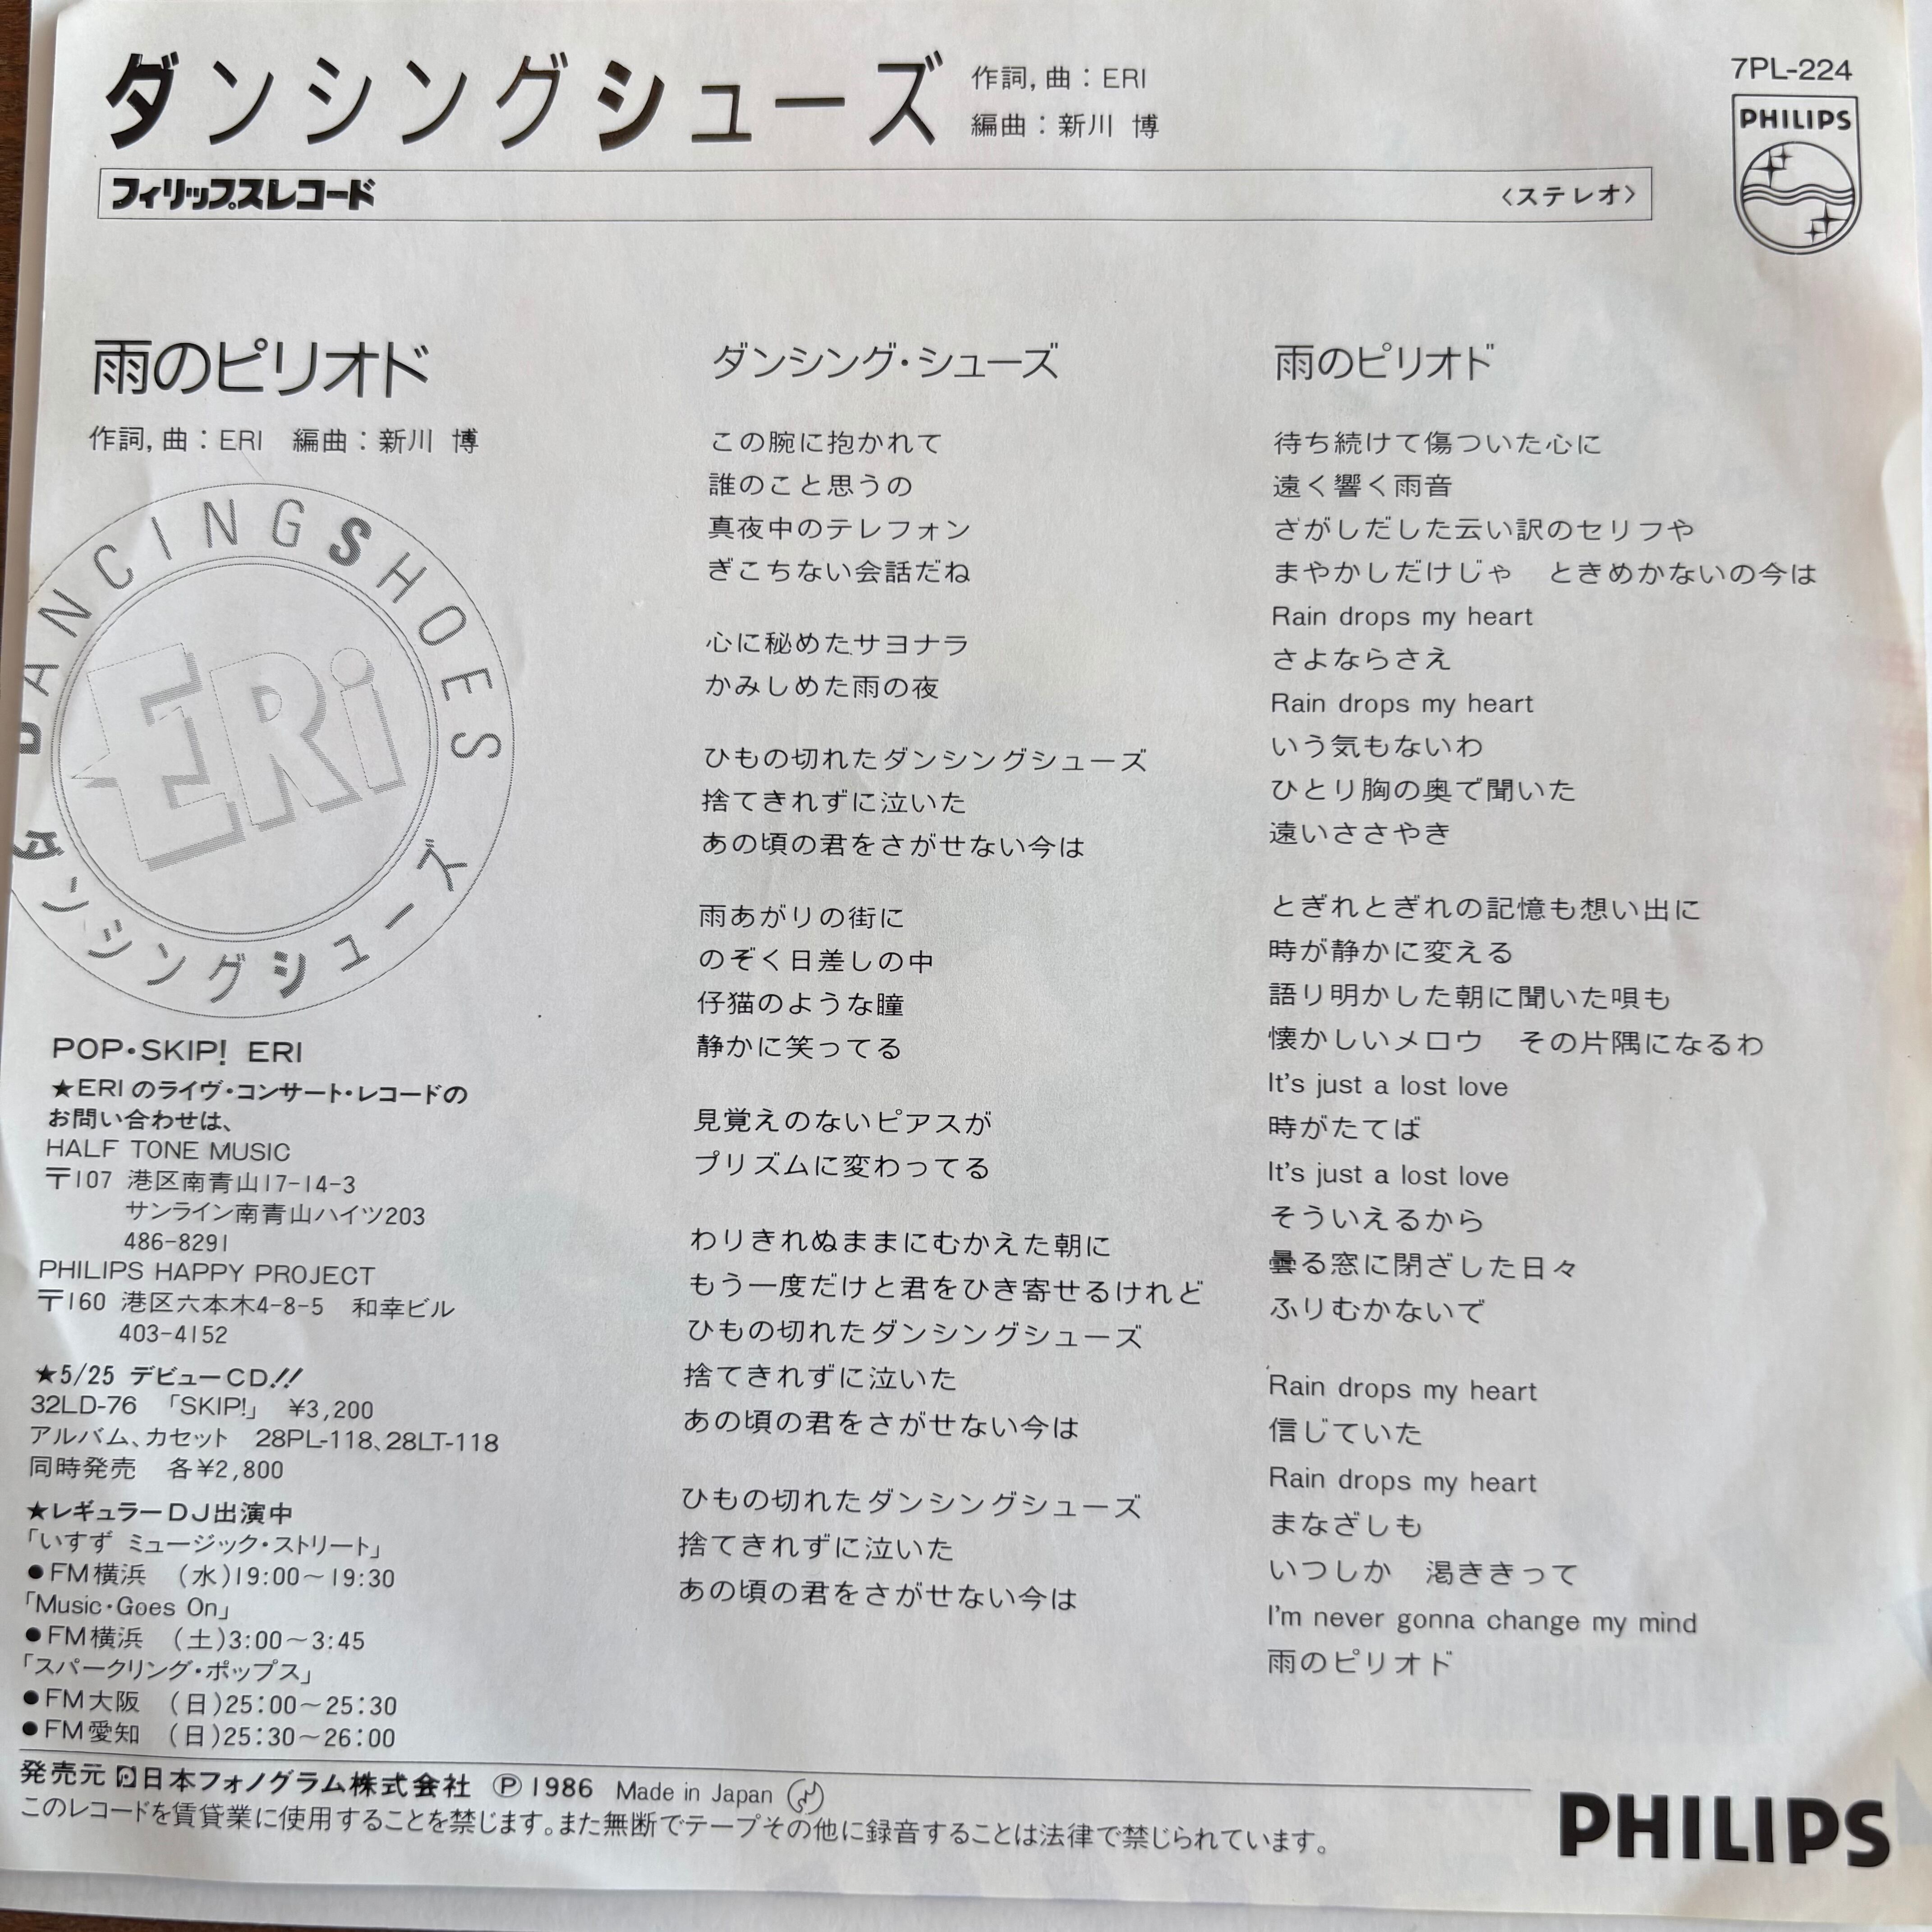 ダンシングシューズ
作詞,曲：ERI
編曲：新川 博
7PL-224
PHILIPS
フィリップスレコード
〈ステレオ〉
雨のピリオド
作詞,曲：ERI 編曲：新川 博
DANCINGSHOES
ERi
ダンシングシューズ
POP・SKIP! ERI
★ERIのライヴ・コンサート・レコードの
お問い合わせは、
HALF TONE MUSIC
〒107 港区南青山17-14-3
サンライン南青山ハイツ203
486-8291
PHILIPS HAPPY PROJECT
〒160 港区六本木4-8-5 和幸ビル
403-4152
★5/25 デビューCD!!
32LD-76 「SKIP!」 ¥3,200
アルバム、カセット 28PL-118、28LT-118
同時発売 各¥2,800
★レギュラーDJ出演中
「いすず ミュージック・ストリート」
●FM横浜 (水)19:00〜19:30
「Music・Goes On」
●FM横浜 (土)3:00〜3:45
「スパークリング・ポップス」
●FM大阪 (日)25:00〜25:30
●FM愛知 (日)25:30〜26:00
ダンシング・シューズ
この腕に抱かれて
誰のこと思うの
真夜中のテレフォン
ぎこちない会話だね
心に秘めたサヨナラ
かみしめた雨の夜
ひもの切れたダンシングシューズ
捨てきれずに泣いた
あの頃の君をさがせない今は
雨あがりの街に
のぞく日差しの中
仔猫のような瞳
静かに笑ってる
見覚えのないピアスが
プリズムに変わってる
わりきれぬままにむかえた朝に
もう一度だけと君をひき寄せるけれど
ひもの切れたダンシングシューズ
捨てきれずに泣いた
あの頃の君をさがせない今は
ひもの切れたダンシングシューズ
捨てきれずに泣いた
あの頃の君をさがせない今は
雨のピリオド
待ち続けて傷ついた心に
遠く響く雨音
ざがしだした云い訳のセリフや
まやかしだけじゃ ときめかないの今は
Rain drops my heart
さよならさえ
Rain drops my heart
いう気もないわ
ひとり胸の奥で聞いた
遠いささやき
とぎれとぎれの記憶も想い出に
時が静かに変える
語り明かした朝に聞いた唄も
懐かしいメロウ その片隅になるわ
It's just a lost love
時がたてば
It's just a lost love
そういえるから
曇る窓に閉ざした日々
ふりむかないで
Rain drops my heart
信じていた
Rain drops my heart
まなざしも
いつしか 渇ききって
I'm never gonna change my mind
雨のピリオド
発売元 日本フォノグラム株式会社 Ⓟ1986 Made in Japan
このレコードを賃貸業に使用することを禁じます。また無断でテープその他に録音することは法律で禁じられています。
PHILIPS